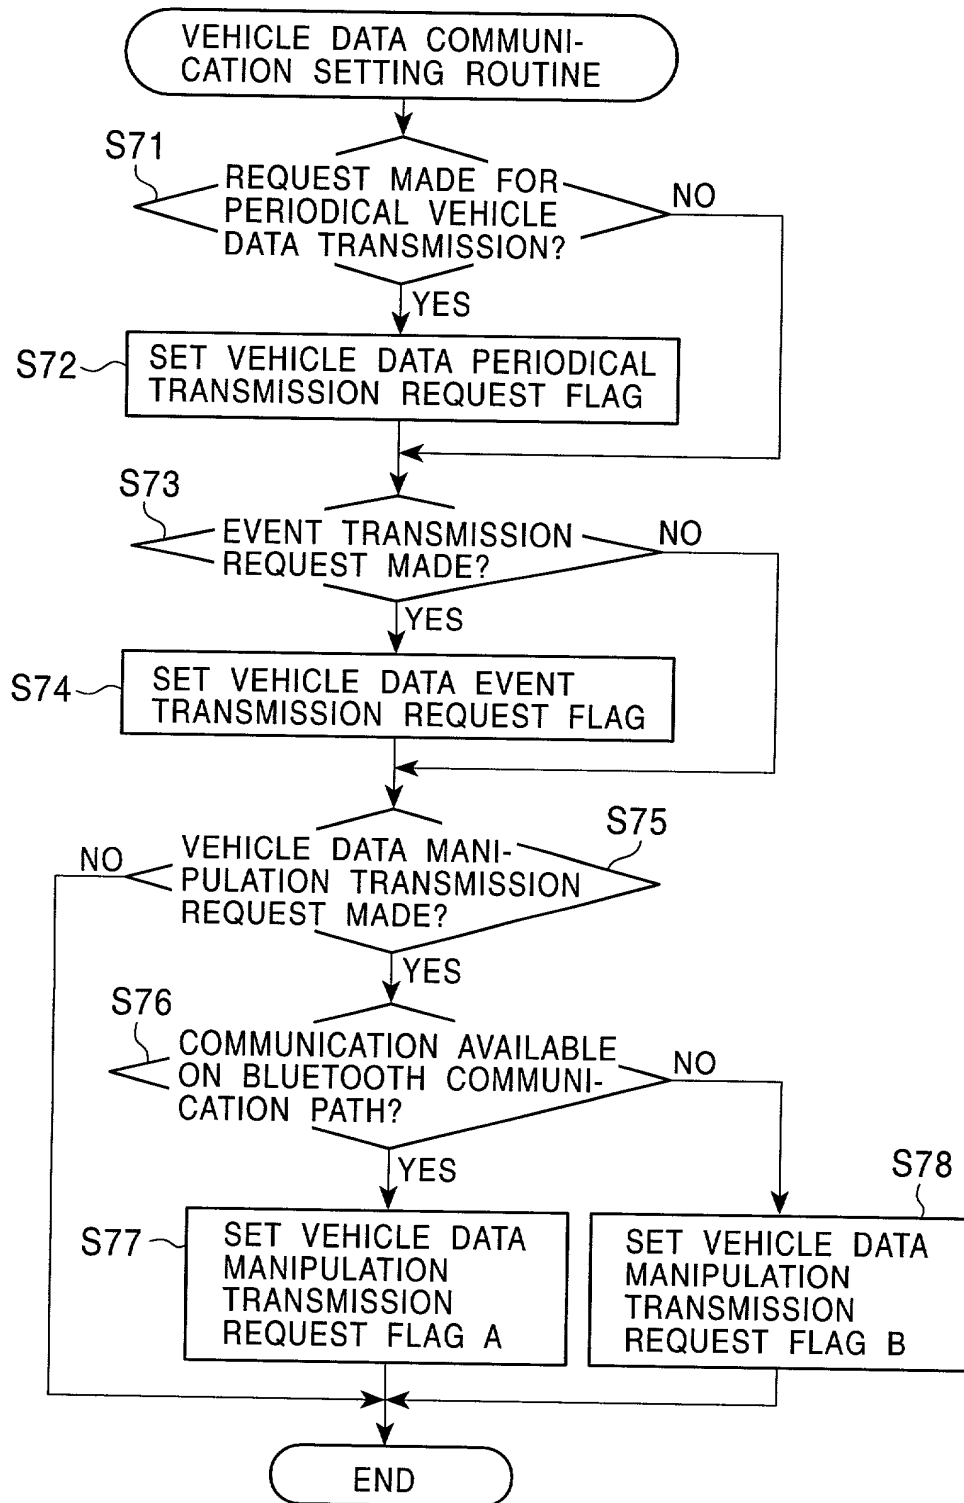 VEHICLE DATA COMMUNI-
CATION SETTING ROUTINE
S71
REQUEST MADE FOR
PERIODICAL VEHICLE
DATA TRANSMISSION?
NO
YES
S72
SET VEHICLE DATA PERIODICAL
TRANSMISSION REQUEST FLAG
S73
EVENT TRANSMISSION
REQUEST MADE?
NO
YES
S74
SET VEHICLE DATA EVENT
TRANSMISSION REQUEST FLAG
S75
VEHICLE DATA MANI-
PULATION TRANSMISSION
REQUEST MADE?
NO
YES
S76
COMMUNICATION AVAILABLE
ON BLUETOOTH COMMUNI-
CATION PATH?
NO
YES
S77
SET VEHICLE DATA
MANIPULATION
TRANSMISSION
REQUEST FLAG A
S78
SET VEHICLE DATA
MANIPULATION
TRANSMISSION
REQUEST FLAG B
END